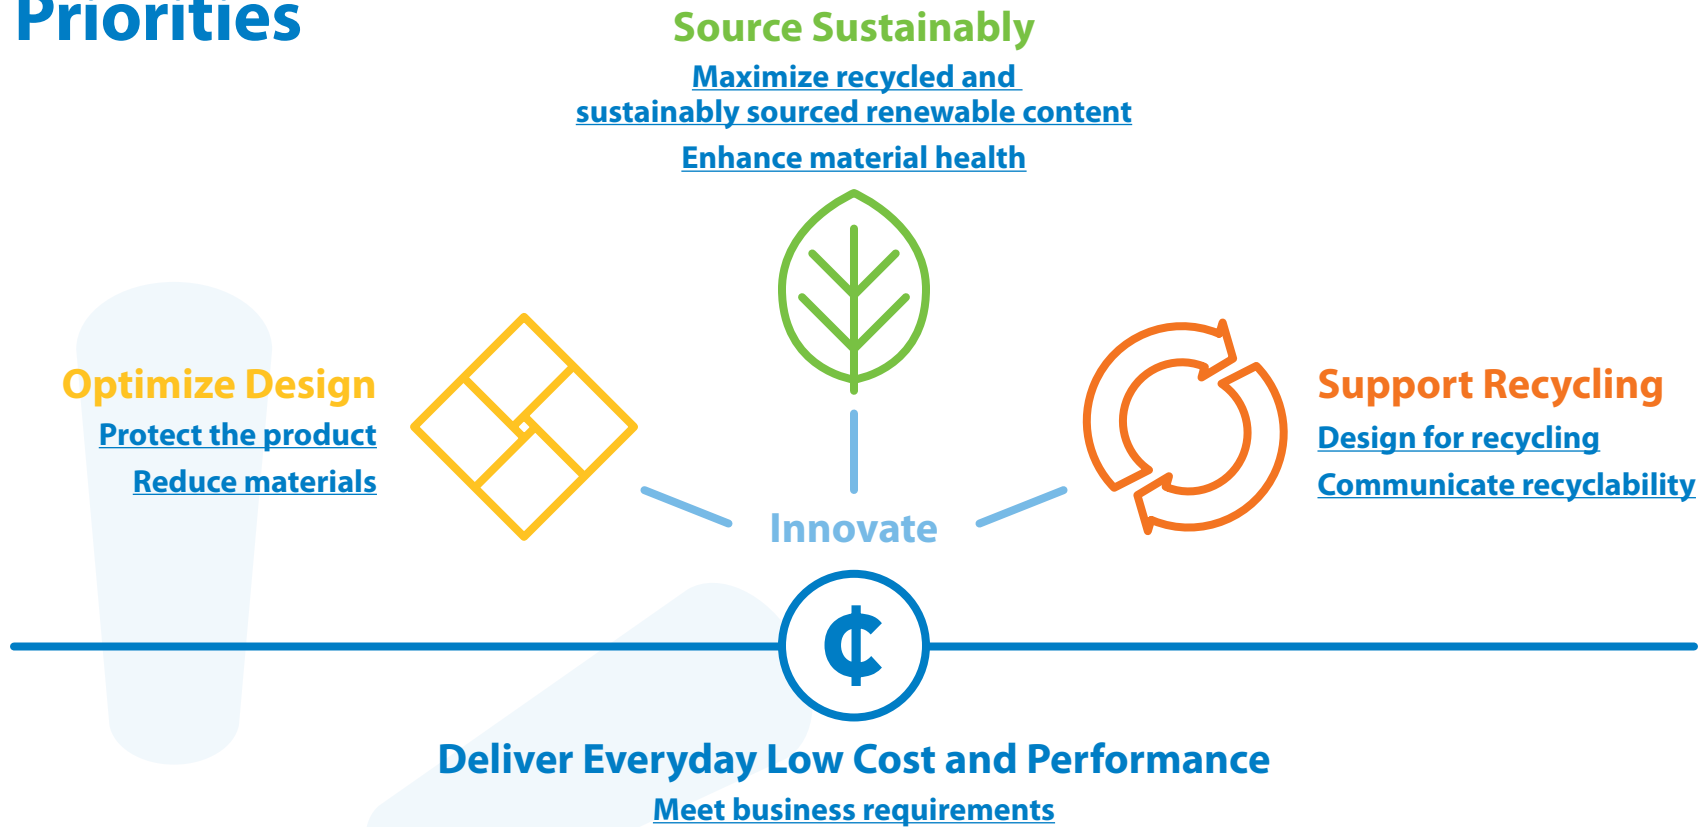 Priorities
Source Sustainably
Maximize recycled and
sustainably sourced renewable content
Enhance material health
Optimize Design
Protect the product
Reduce materials
Support Recycling
Design for recycling
Communicate recyclability
Innovate
¢
Deliver Everyday Low Cost and Performance
Meet business requirements